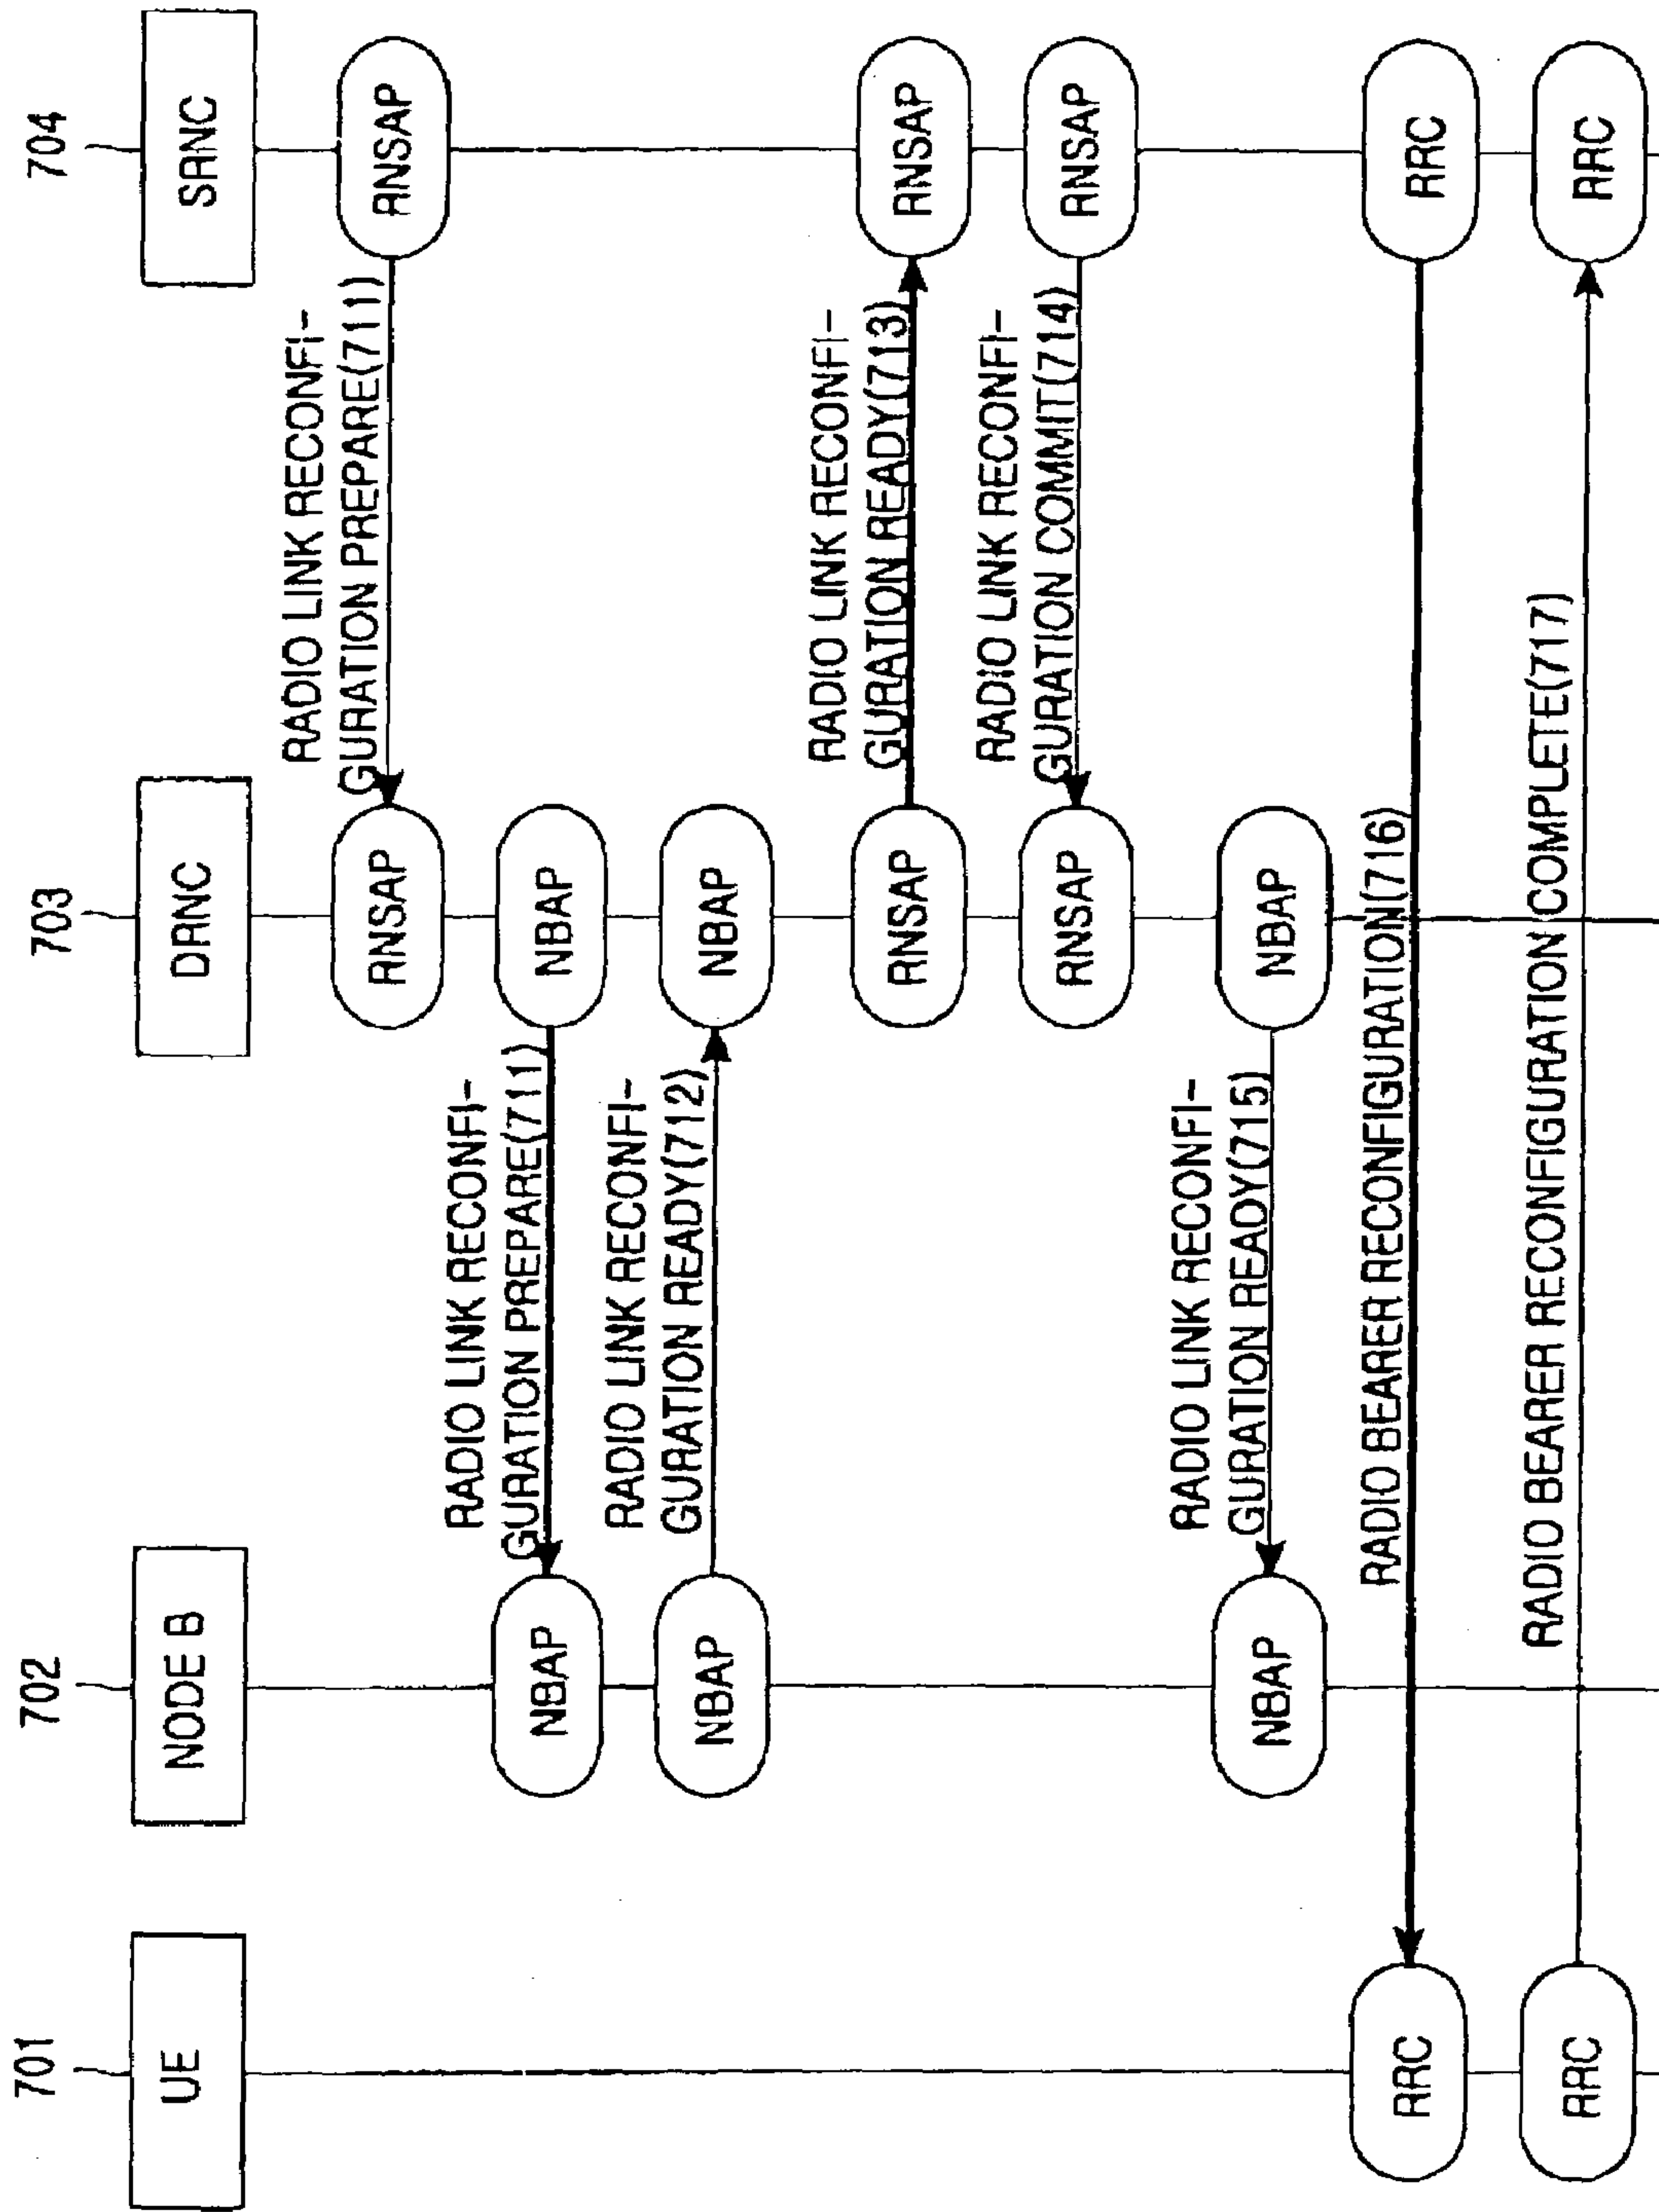 701
702
703
704
UE
NODE B
DRNC
SRNC
RADIO LINK RECONFI-
GURATION PREPARE(711)
RNSAP
RNSAP
RADIO LINK RECONFI-
GURATION PREPARE(711)
NBAP
NBAP
RADIO LINK RECONFI-
GURATION READY(712)
NBAP
NBAP
RADIO LINK RECONFI-
GURATION READY(713)
RNSAP
RNSAP
RADIO LINK RECONFI-
GURATION COMMIT(714)
RNSAP
RNSAP
RADIO LINK RECONFI-
GURATION READY(715)
NBAP
NBAP
RADIO BEARER RECONFIGURATION(716)
RRC
RRC
RADIO BEARER RECONFIGURATION COMPLETE(717)
RRC
RRC